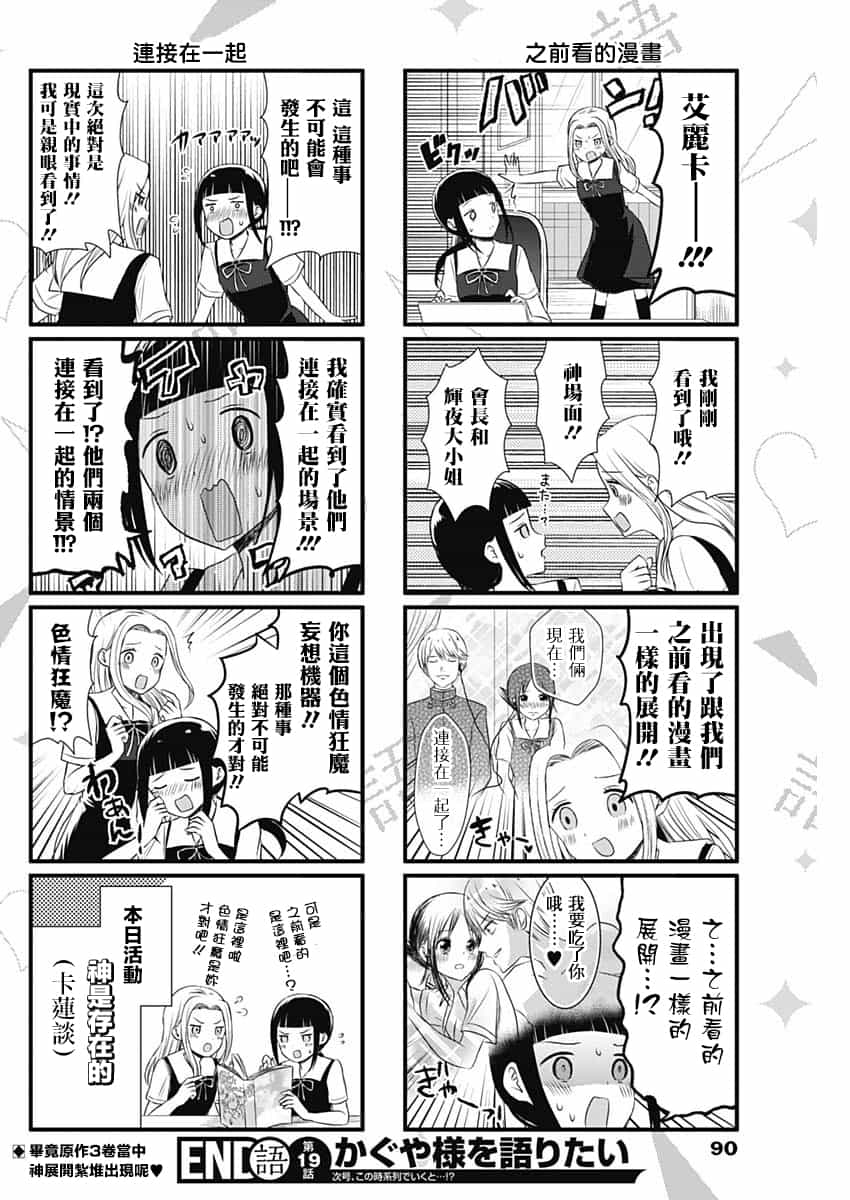 之前看的漫畫
艾麗卡——!!!
ビクッ
我剛剛
看到了哦!!
神場面!!
會長和
輝夜大小姐
また…?
出現了跟我們
之前看的漫畫
一樣的展開!!
我們倆
現在…
連接在一起了…
きゃーっ
之…之前看的
漫畫一樣的
展開…!?
我要吃了你
哦…♥
ぎゃーっ
連接在一起
這 這種事
不可能會
發生的吧——!!?
カァァァァァッ
這次絕對是
現實中的事情!!
我可是親眼看到了!!
我確實看到了他們
連接在一起的場景!!!
看到了!?他們兩個
連接在一起的情景!!?
你這個色情狂魔
妄想機器!!
那種事
絕對不可能
發生的才對!!
色情狂魔!?
わあぁん
可是
之前看的
是這裡吧…?
是這裡啦
色情狂魔是妳
才對吧!!
本日活動
神是存在的
(卡蓮談)
畢竟原作3卷當中
神展開紮堆出現呢♥
END 語 第19話 かぐや様を語りたい
次号、この時系列でいくと…!?
90
語